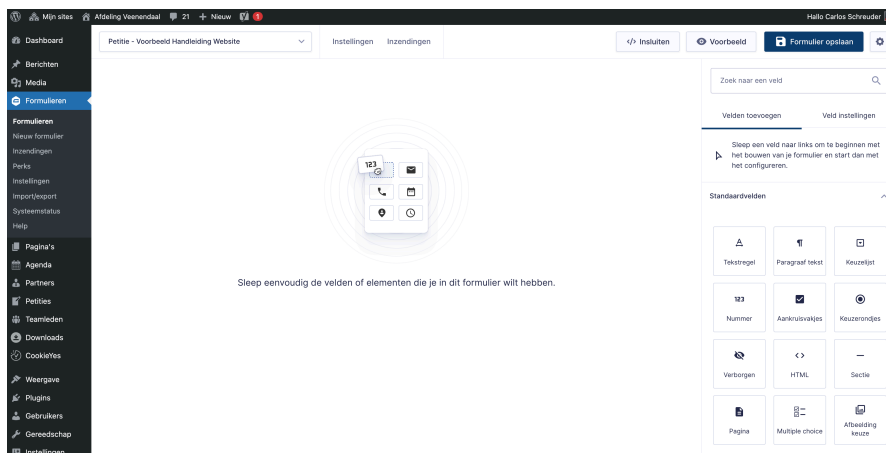 Mijn sites Afdeling Veenendaal 21 Nieuw 1 Hallo Carlos Schreuder
Dashboard
Berichten
Media
Formulieren
Formulieren
Nieuw formulier
Inzendingen
Perks
Instellingen
Import/export
Systeemstatus
Help
Pagina's
Agenda
Partners
Petities
Teamleden
Downloads
CookieYes
Weergave
Plugins
Gebruikers
Gereedschap
Instellingen
Petitie - Voorbeeld Handleiding Website Instellingen Inzendingen </> Insluiten Voorbeeld Formulier opslaan
123
Sleep eenvoudig de velden of elementen die je in dit formulier wilt hebben.
Zoek naar een veld
Velden toevoegen Veld instellingen
Sleep een veld naar links om te beginnen met
het bouwen van je formulier en start dan met
het configureren.
Standaardvelden
Tekstregel Paragraaf tekst Keuzelijst
123
Nummer Aankruisvakjes Keuzerondjes
Verborgen HTML Sectie
Pagina Multiple choice Afbeelding
keuze